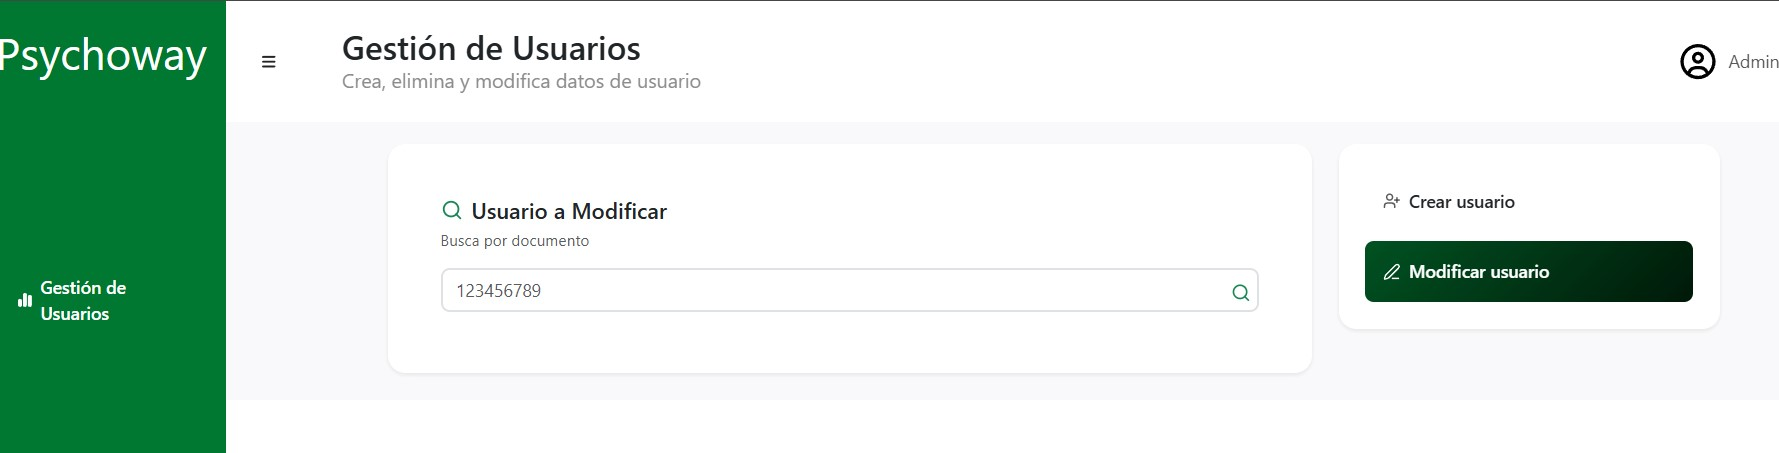 Psychoway
Gestión de Usuarios
Crea, elimina y modifica datos de usuario
Admin
Gestión de
Usuarios
Usuario a Modificar
Busca por documento
123456789
Crear usuario
Modificar usuario